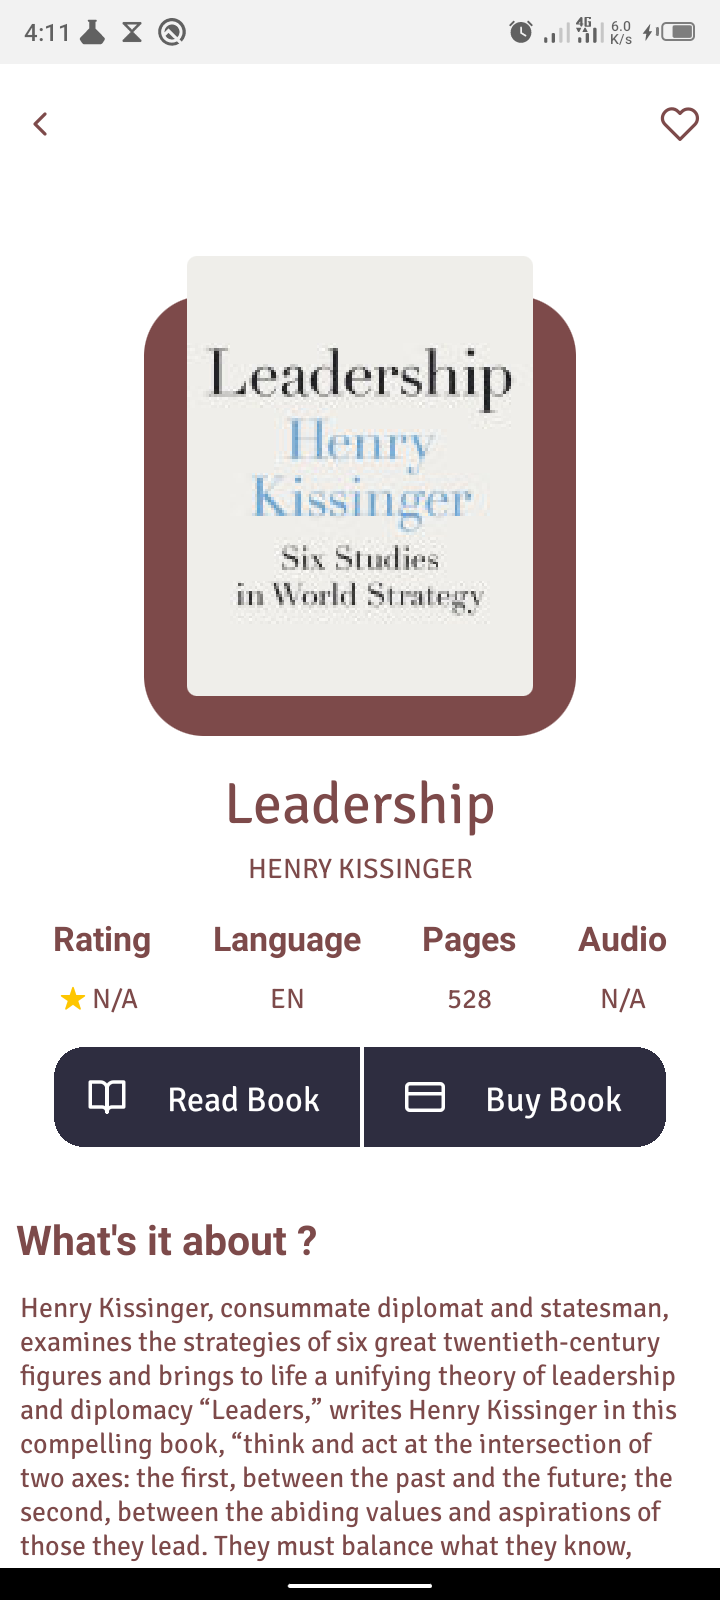 4:11
4G
6.0
K/s
Leadership
Henry
Kissinger
Six Studies
in World Strategy
Leadership
HENRY KISSINGER
Rating Language Pages Audio
N/A EN 528 N/A
Read Book Buy Book
What's it about ?
Henry Kissinger, consummate diplomat and statesman,
examines the strategies of six great twentieth-century
figures and brings to life a unifying theory of leadership
and diplomacy “Leaders,” writes Henry Kissinger in this
compelling book, “think and act at the intersection of
two axes: the first, between the past and the future; the
second, between the abiding values and aspirations of
those they lead. They must balance what they know,